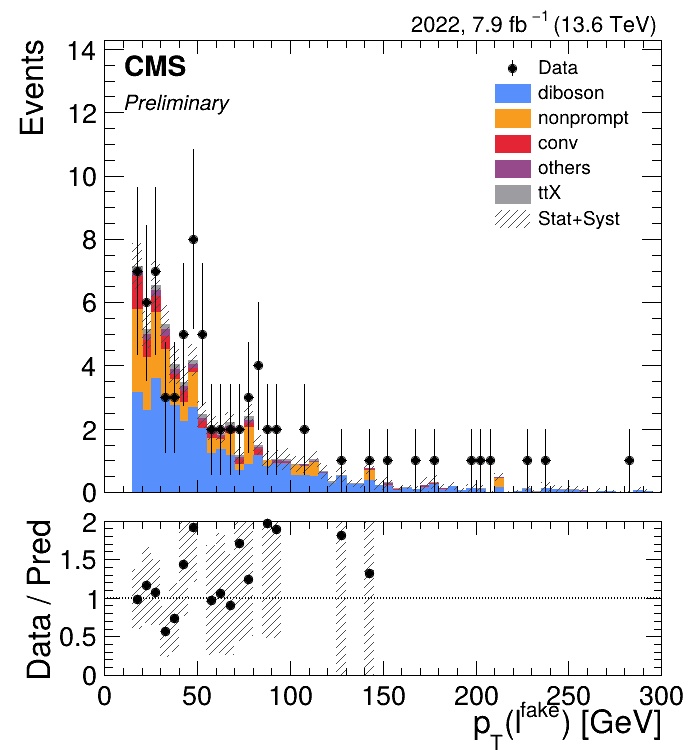 2022, 7.9 fb⁻¹ (13.6 TeV)
Events
14
12
10
8
6
4
2
0
CMS
Preliminary
Data
diboson
nonprompt
conv
others
ttX
Stat+Syst
Data / Pred
2
1.5
1
0.5
0
0 50 100 150 200 250 300
p_T(l^fake) [GeV]